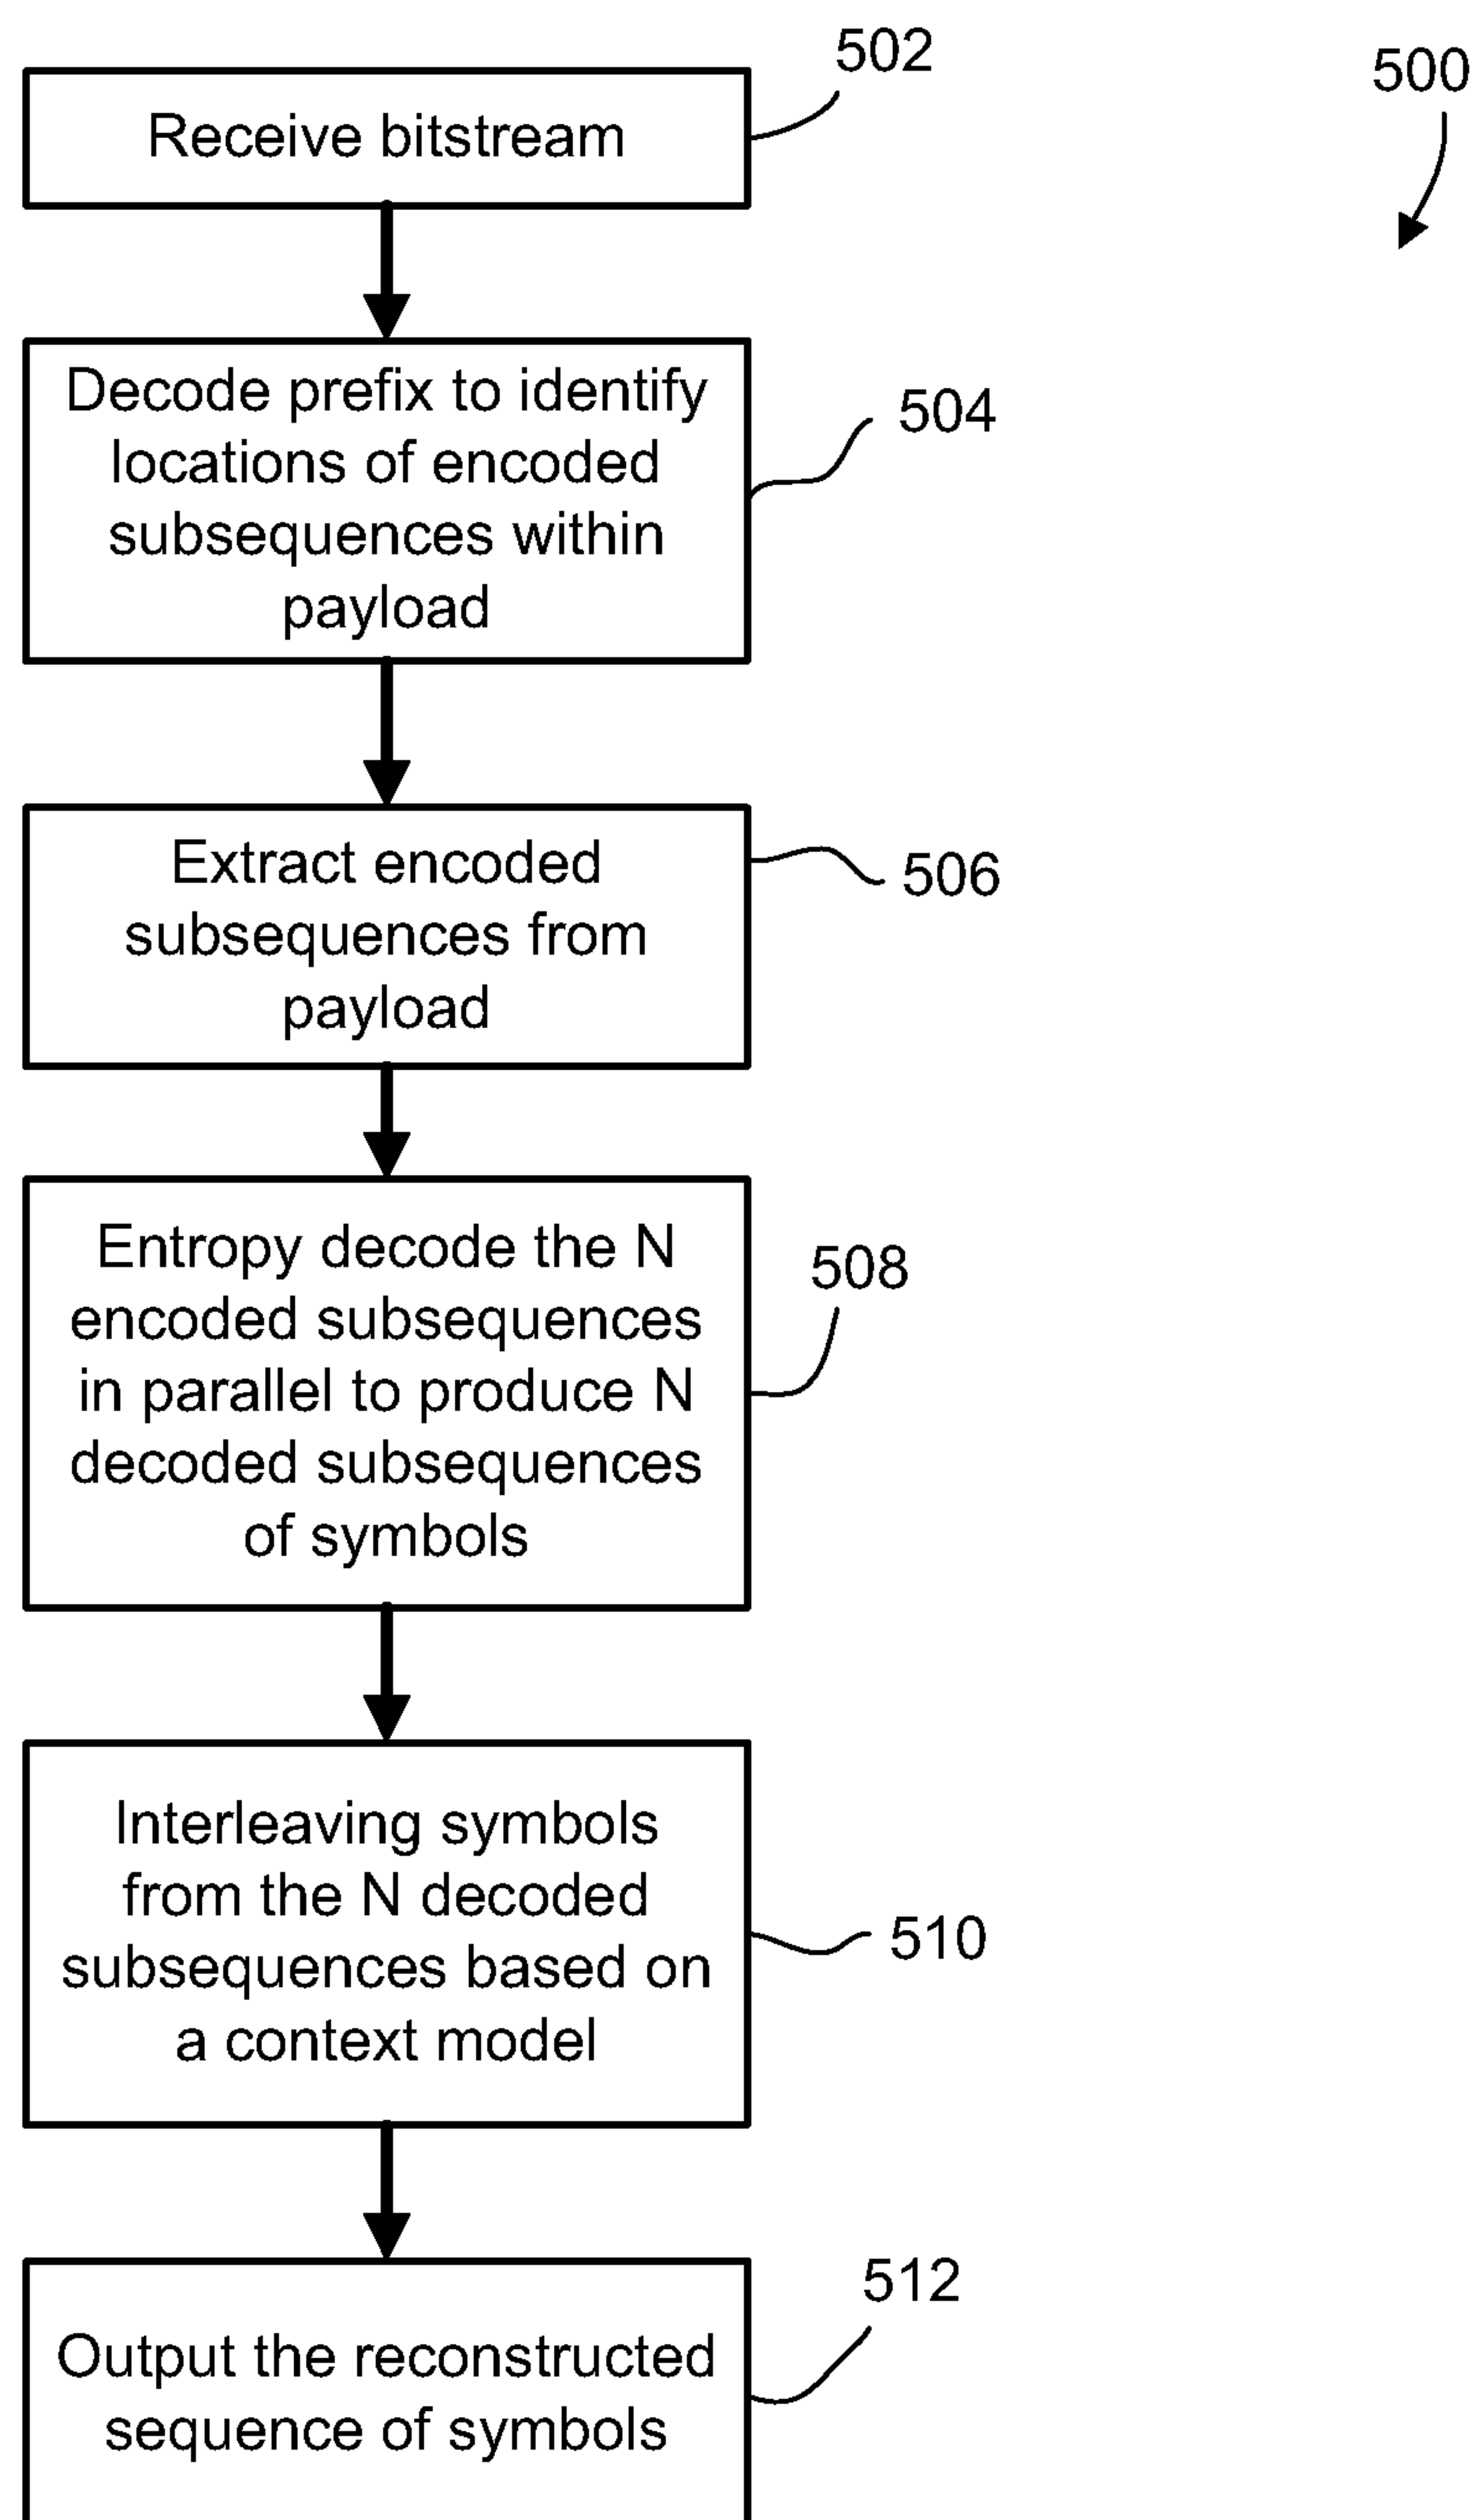 502
500
Receive bitstream
Decode prefix to identify
locations of encoded
subsequences within
payload
504
Extract encoded
subsequences from
payload
506
Entropy decode the N
encoded subsequences
in parallel to produce N
decoded subsequences
of symbols
508
Interleaving symbols
from the N decoded
subsequences based on
a context model
510
Output the reconstructed
sequence of symbols
512